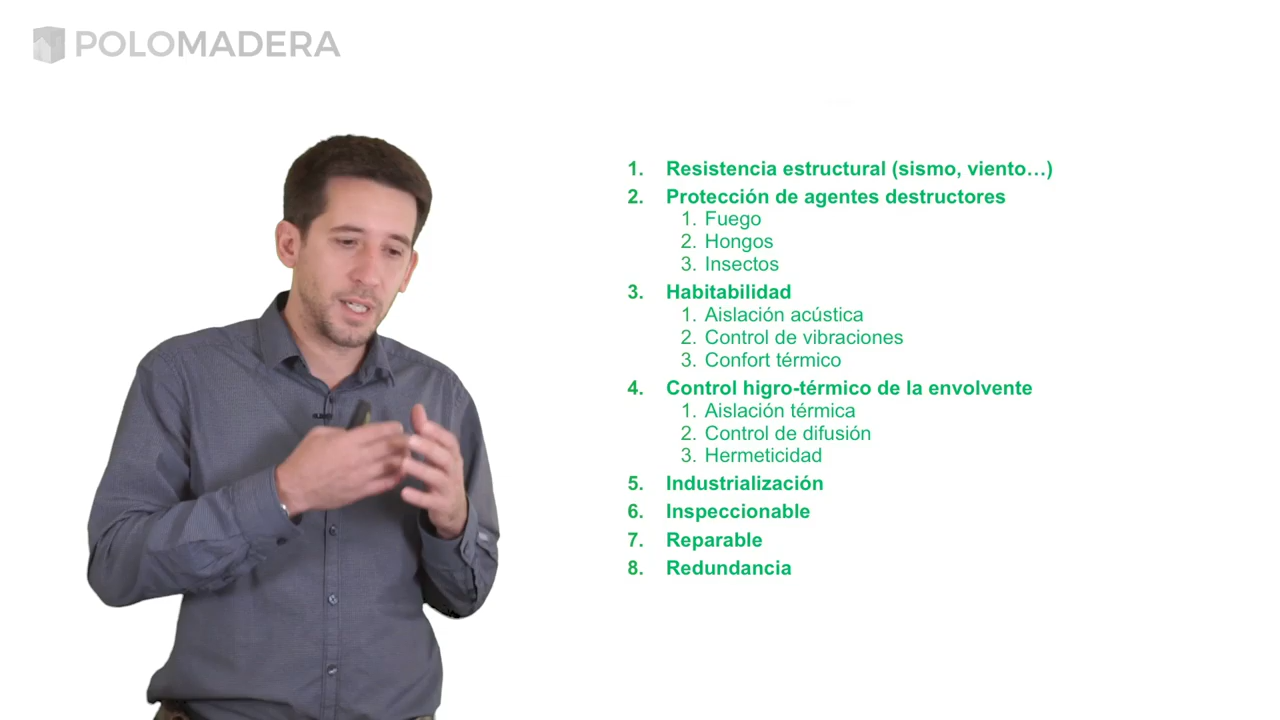 POLOMADERA
1. Resistencia estructural (sismo, viento…)
2. Protección de agentes destructores
1. Fuego
2. Hongos
3. Insectos
3. Habitabilidad
1. Aislación acústica
2. Control de vibraciones
3. Confort térmico
4. Control higro-térmico de la envolvente
1. Aislación térmica
2. Control de difusión
3. Hermeticidad
5. Industrialización
6. Inspeccionable
7. Reparable
8. Redundancia